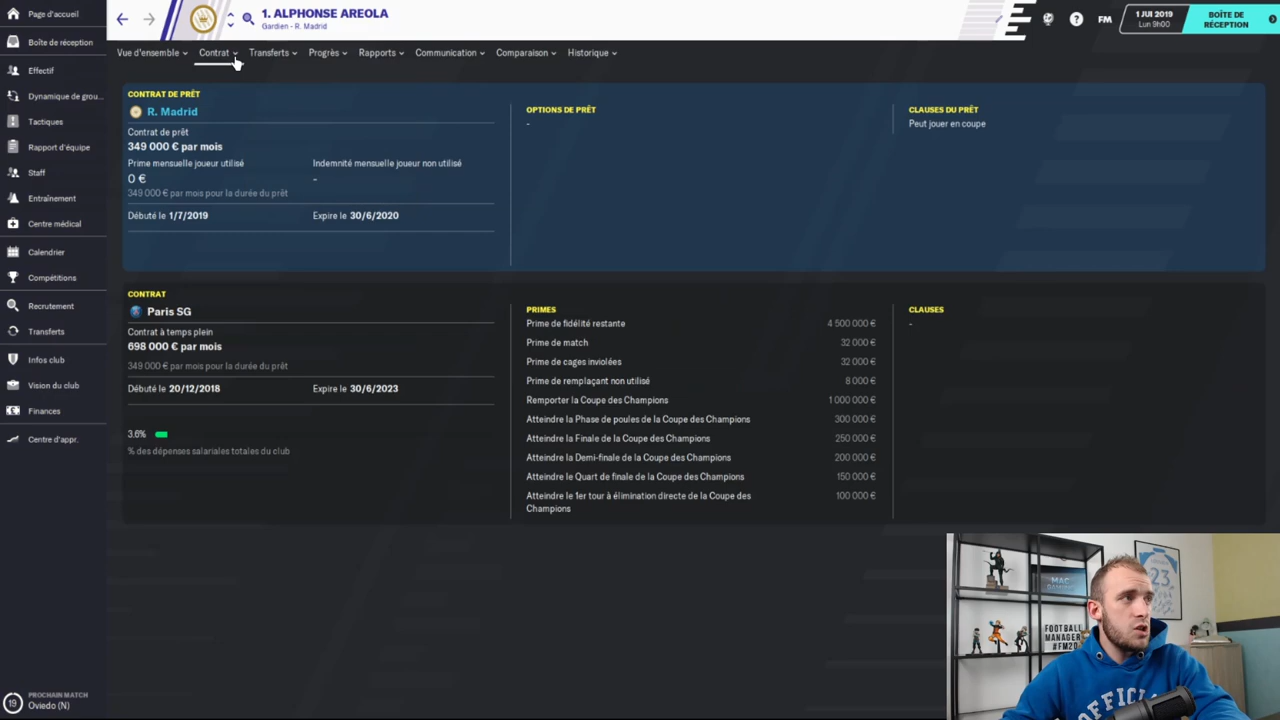 Page d'accueil
Boîte de réception
Effectif
Dynamique de grou...
Tactiques
Rapport d'équipe
Staff
Entraînement
Centre médical
Calendrier
Compétitions
Recrutement
Transferts
Infos club
Vision du club
Finances
Centre d'appr.
19 PROCHAIN MATCH
Oviedo (N)
1. ALPHONSE AREOLA
Gardien - R. Madrid
FM
1 JUI 2019
Lun 9h00
BOÎTE DE
RÉCEPTION
Vue d'ensemble Contrat Transferts Progrès Rapports Communication Comparaison Historique
CONTRAT DE PRÊT
R. Madrid
Contrat de prêt
349 000 € par mois
Prime mensuelle joueur utilisé Indemnité mensuelle joueur non utilisé
0 € -
349 000 € par mois pour la durée du prêt
Débuté le 1/7/2019 Expire le 30/6/2020
OPTIONS DE PRÊT
-
CLAUSES DU PRÊT
Peut jouer en coupe
CONTRAT
Paris SG
Contrat à temps plein
698 000 € par mois
349 000 € par mois pour la durée du prêt
Débuté le 20/12/2018 Expire le 30/6/2023
3.6%
% des dépenses salariales totales du club
PRIMES
Prime de fidélité restante 4 500 000 €
Prime de match 32 000 €
Prime de cages inviolées 32 000 €
Prime de remplaçant non utilisé 8 000 €
Remporter la Coupe des Champions 1 000 000 €
Atteindre la Phase de poules de la Coupe des Champions 300 000 €
Atteindre la Finale de la Coupe des Champions 250 000 €
Atteindre la Demi-finale de la Coupe des Champions 200 000 €
Atteindre le Quart de finale de la Coupe des Champions 150 000 €
Atteindre le 1er tour à élimination directe de la Coupe des 100 000 €
Champions
CLAUSES
-
MAC
23
FOOTBALL
MANAGER
#FM20
OFFICI